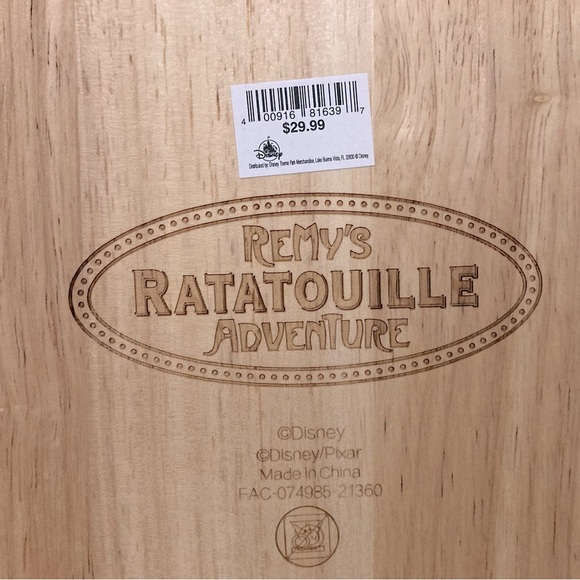 4 00916 81639 7
$29.99
Disney
Distributed by Disney Theme Park Merchandise, Lake Buena Vista, FL 32830 © Disney
REMY'S
RATATOUILLE
ADVENTURE
©Disney
©Disney/Pixar
Made in China
FAC-074985-21360